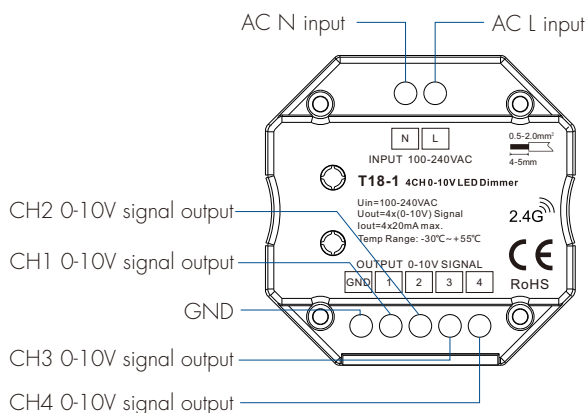 AC N input
AC L input
N L
INPUT 100-240VAC
0.5-2.0mm²
4-5mm
T18-1 4CH 0-10V LED Dimmer
Uin=100-240VAC
Uout=4x(0-10V) Signal
Iout=4x20mA max.
Temp Range: -30℃~+55℃
2.4G
CE
RoHS
OUTPUT 0-10V SIGNAL
GND 1 2 3 4
CH2 0-10V signal output
CH1 0-10V signal output
GND
CH3 0-10V signal output
CH4 0-10V signal output